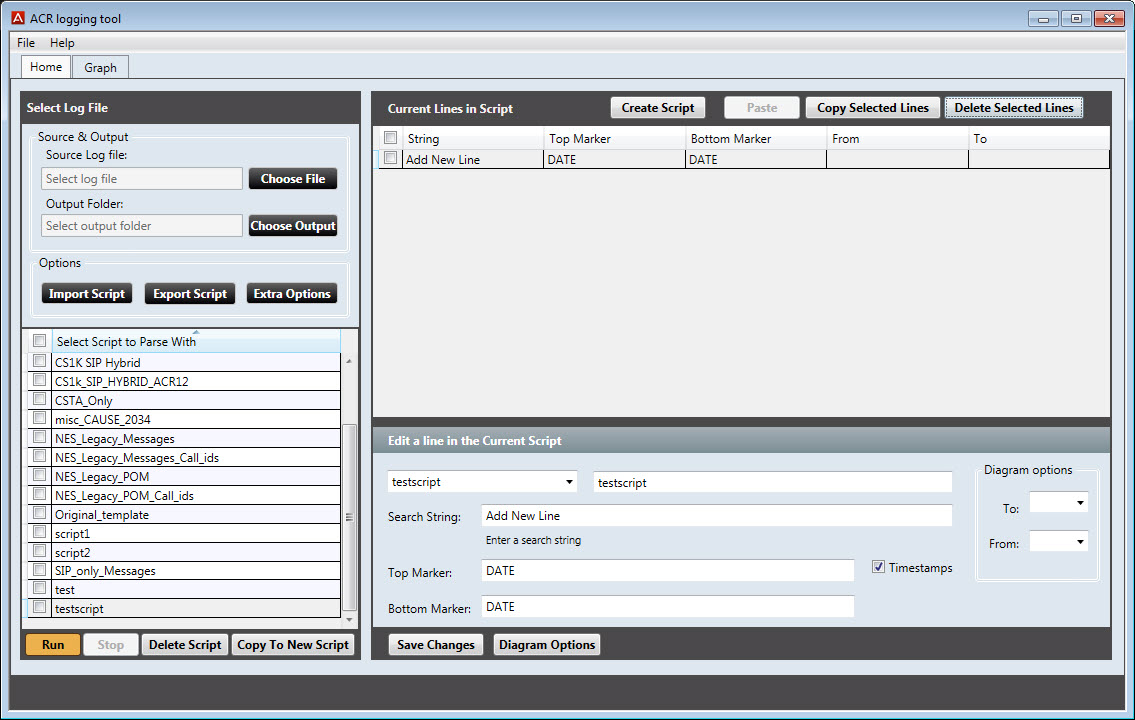 ACR logging tool
File Help
Home Graph
Select Log File
Source & Output
Source Log file:
Select log file Choose File
Output Folder:
Select output folder Choose Output
Options
Import Script Export Script Extra Options
Select Script to Parse With
CS1K SIP Hybrid
CS1k_SIP_HYBRID_ACR12
CSTA_Only
misc_CAUSE_2034
NES_Legacy_Messages
NES_Legacy_Messages_Call_ids
NES_Legacy_POM
NES_Legacy_POM_Call_ids
Original_template
script1
script2
SIP_only_Messages
test
testscript
Run Stop Delete Script Copy To New Script
Current Lines in Script Create Script Paste Copy Selected Lines Delete Selected Lines
String Top Marker Bottom Marker From To
Add New Line DATE DATE
Edit a line in the Current Script
testscript testscript
Search String: Add New Line
Enter a search string
Top Marker: DATE Timestamps
Bottom Marker: DATE
Diagram options
To:
From:
Save Changes Diagram Options